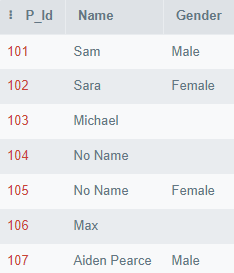 P_Id Name Gender
101 Sam Male
102 Sara Female
103 Michael
104 No Name
105 No Name Female
106 Max
107 Aiden Pearce Male